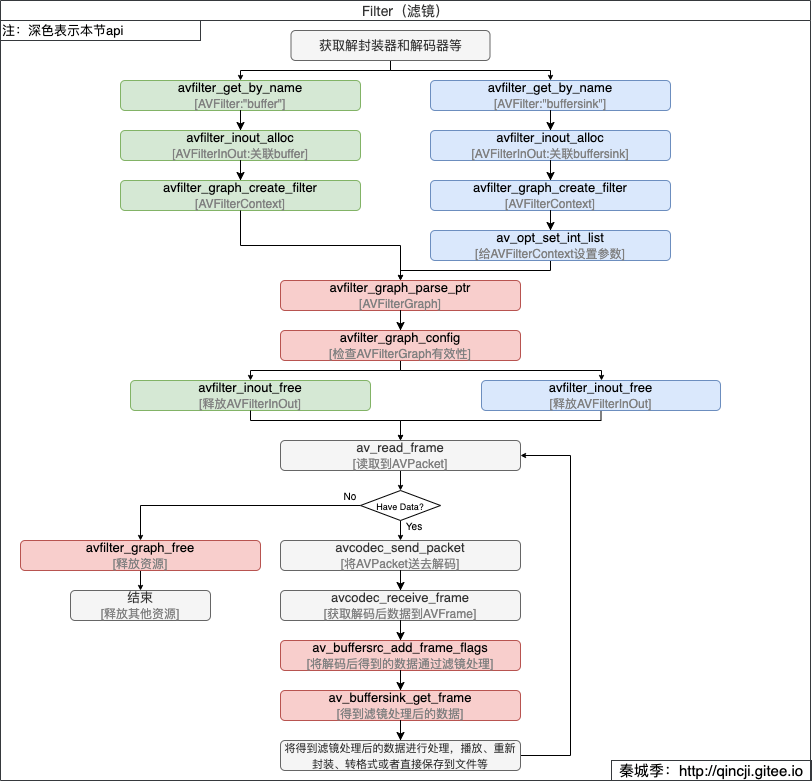 Filter（滤镜）
注：深色表示本节api
获取解封装器和解码器等
avfilter_get_by_name
[AVFilter:"buffer"]
avfilter_get_by_name
[AVFilter:"buffersink"]
avfilter_inout_alloc
[AVFilterInOut:关联buffer]
avfilter_inout_alloc
[AVFilterInOut:关联buffersink]
avfilter_graph_create_filter
[AVFilterContext]
avfilter_graph_create_filter
[AVFilterContext]
av_opt_set_int_list
[给AVFilterContext设置参数]
avfilter_graph_parse_ptr
[AVFilterGraph]
avfilter_graph_config
[检查AVFilterGraph有效性]
avfilter_inout_free
[释放AVFilterInOut]
avfilter_inout_free
[释放AVFilterInOut]
av_read_frame
[读取到AVPacket]
No
Have Data?
Yes
avfilter_graph_free
[释放资源]
avcodec_send_packet
[将AVPacket送去解码]
结束
[释放其他资源]
avcodec_receive_frame
[获取解码后数据到AVFrame]
av_buffersrc_add_frame_flags
[将解码后得到的数据通过滤镜处理]
av_buffersink_get_frame
[得到滤镜处理后的数据]
将得到滤镜处理后的数据进行处理，播放、重新
封装、转格式或者直接保存到文件等
秦城季：http://qincji.gitee.io